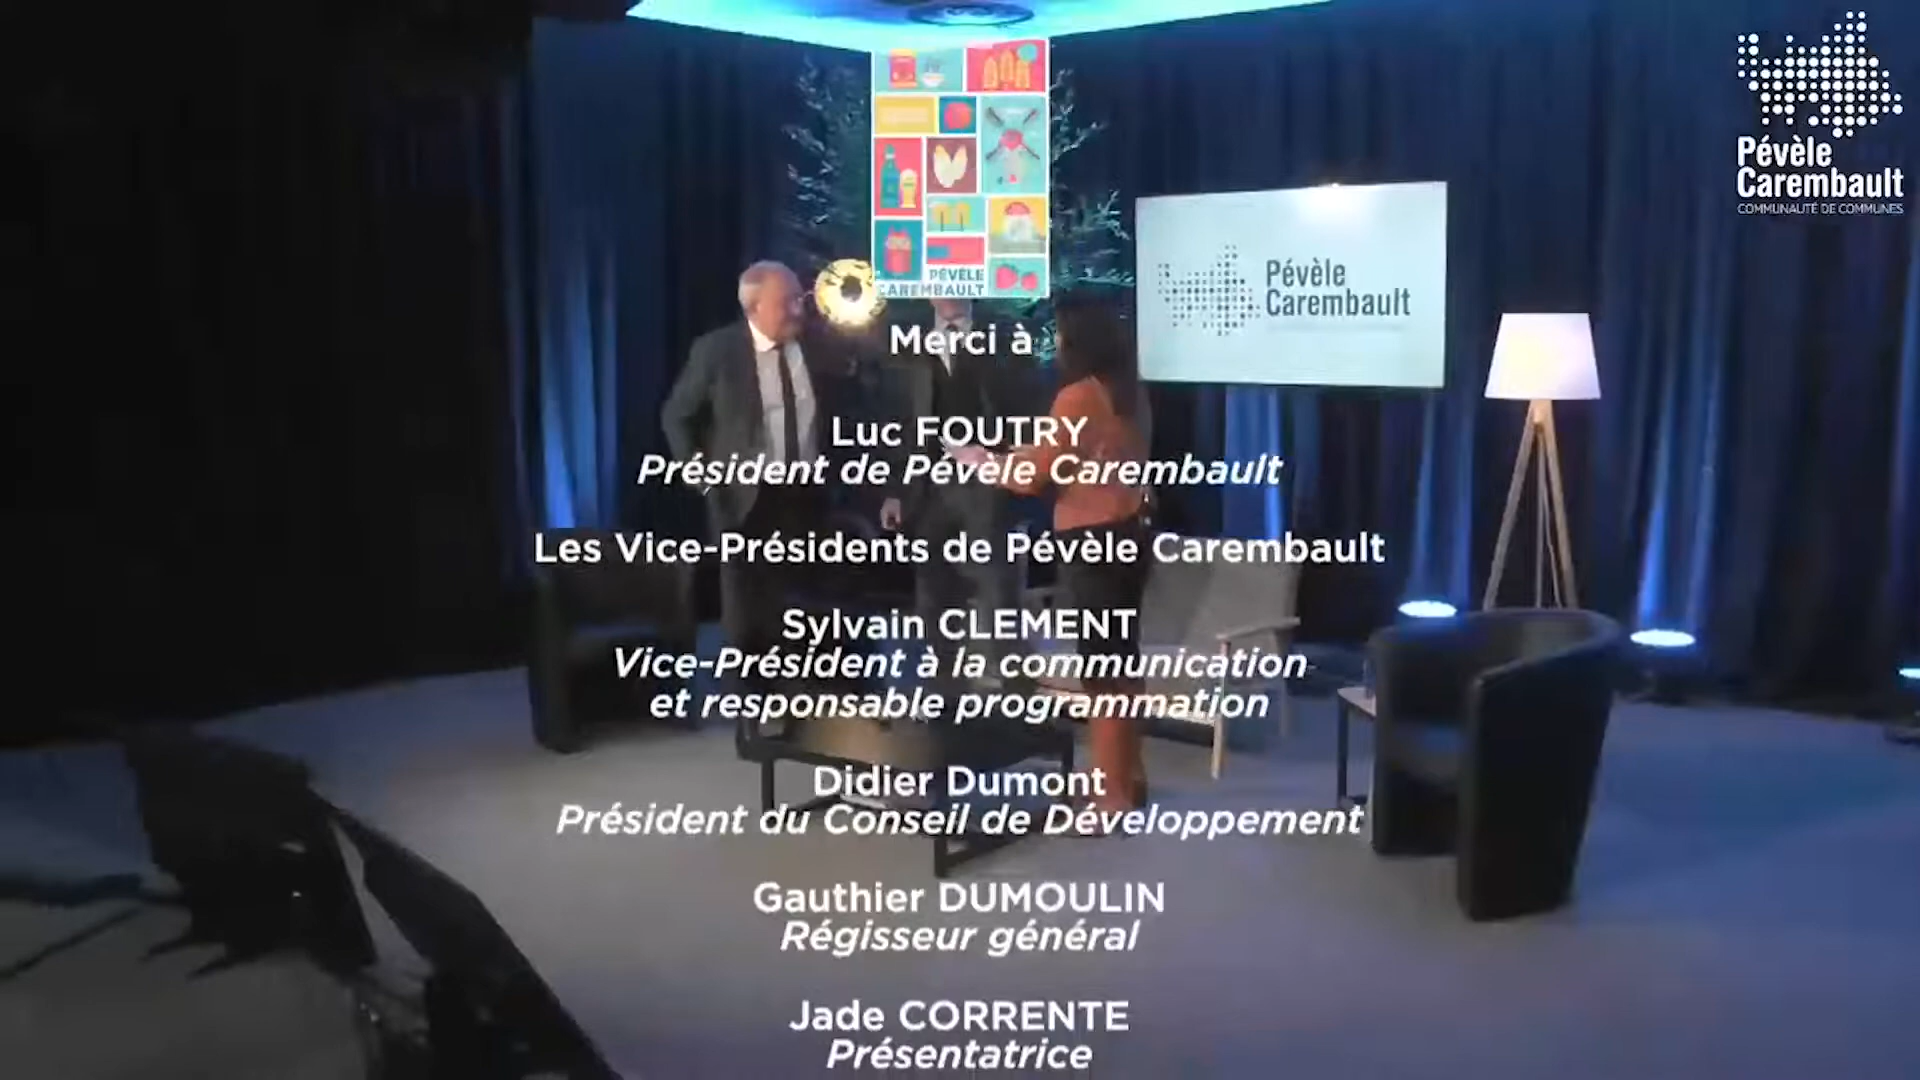 Pévèle
Carembault
COMMUNAUTÉ DE COMMUNES
PÉVÈLE
CAREMBAULT
Pévèle
Carembault
Merci à
Luc FOUTRY
Président de Pévèle Carembault
Les Vice-Présidents de Pévèle Carembault
Sylvain CLEMENT
Vice-Président à la communication
et responsable programmation
Didier Dumont
Président du Conseil de Développement
Gauthier DUMOULIN
Régisseur général
Jade CORRENTE
Présentatrice